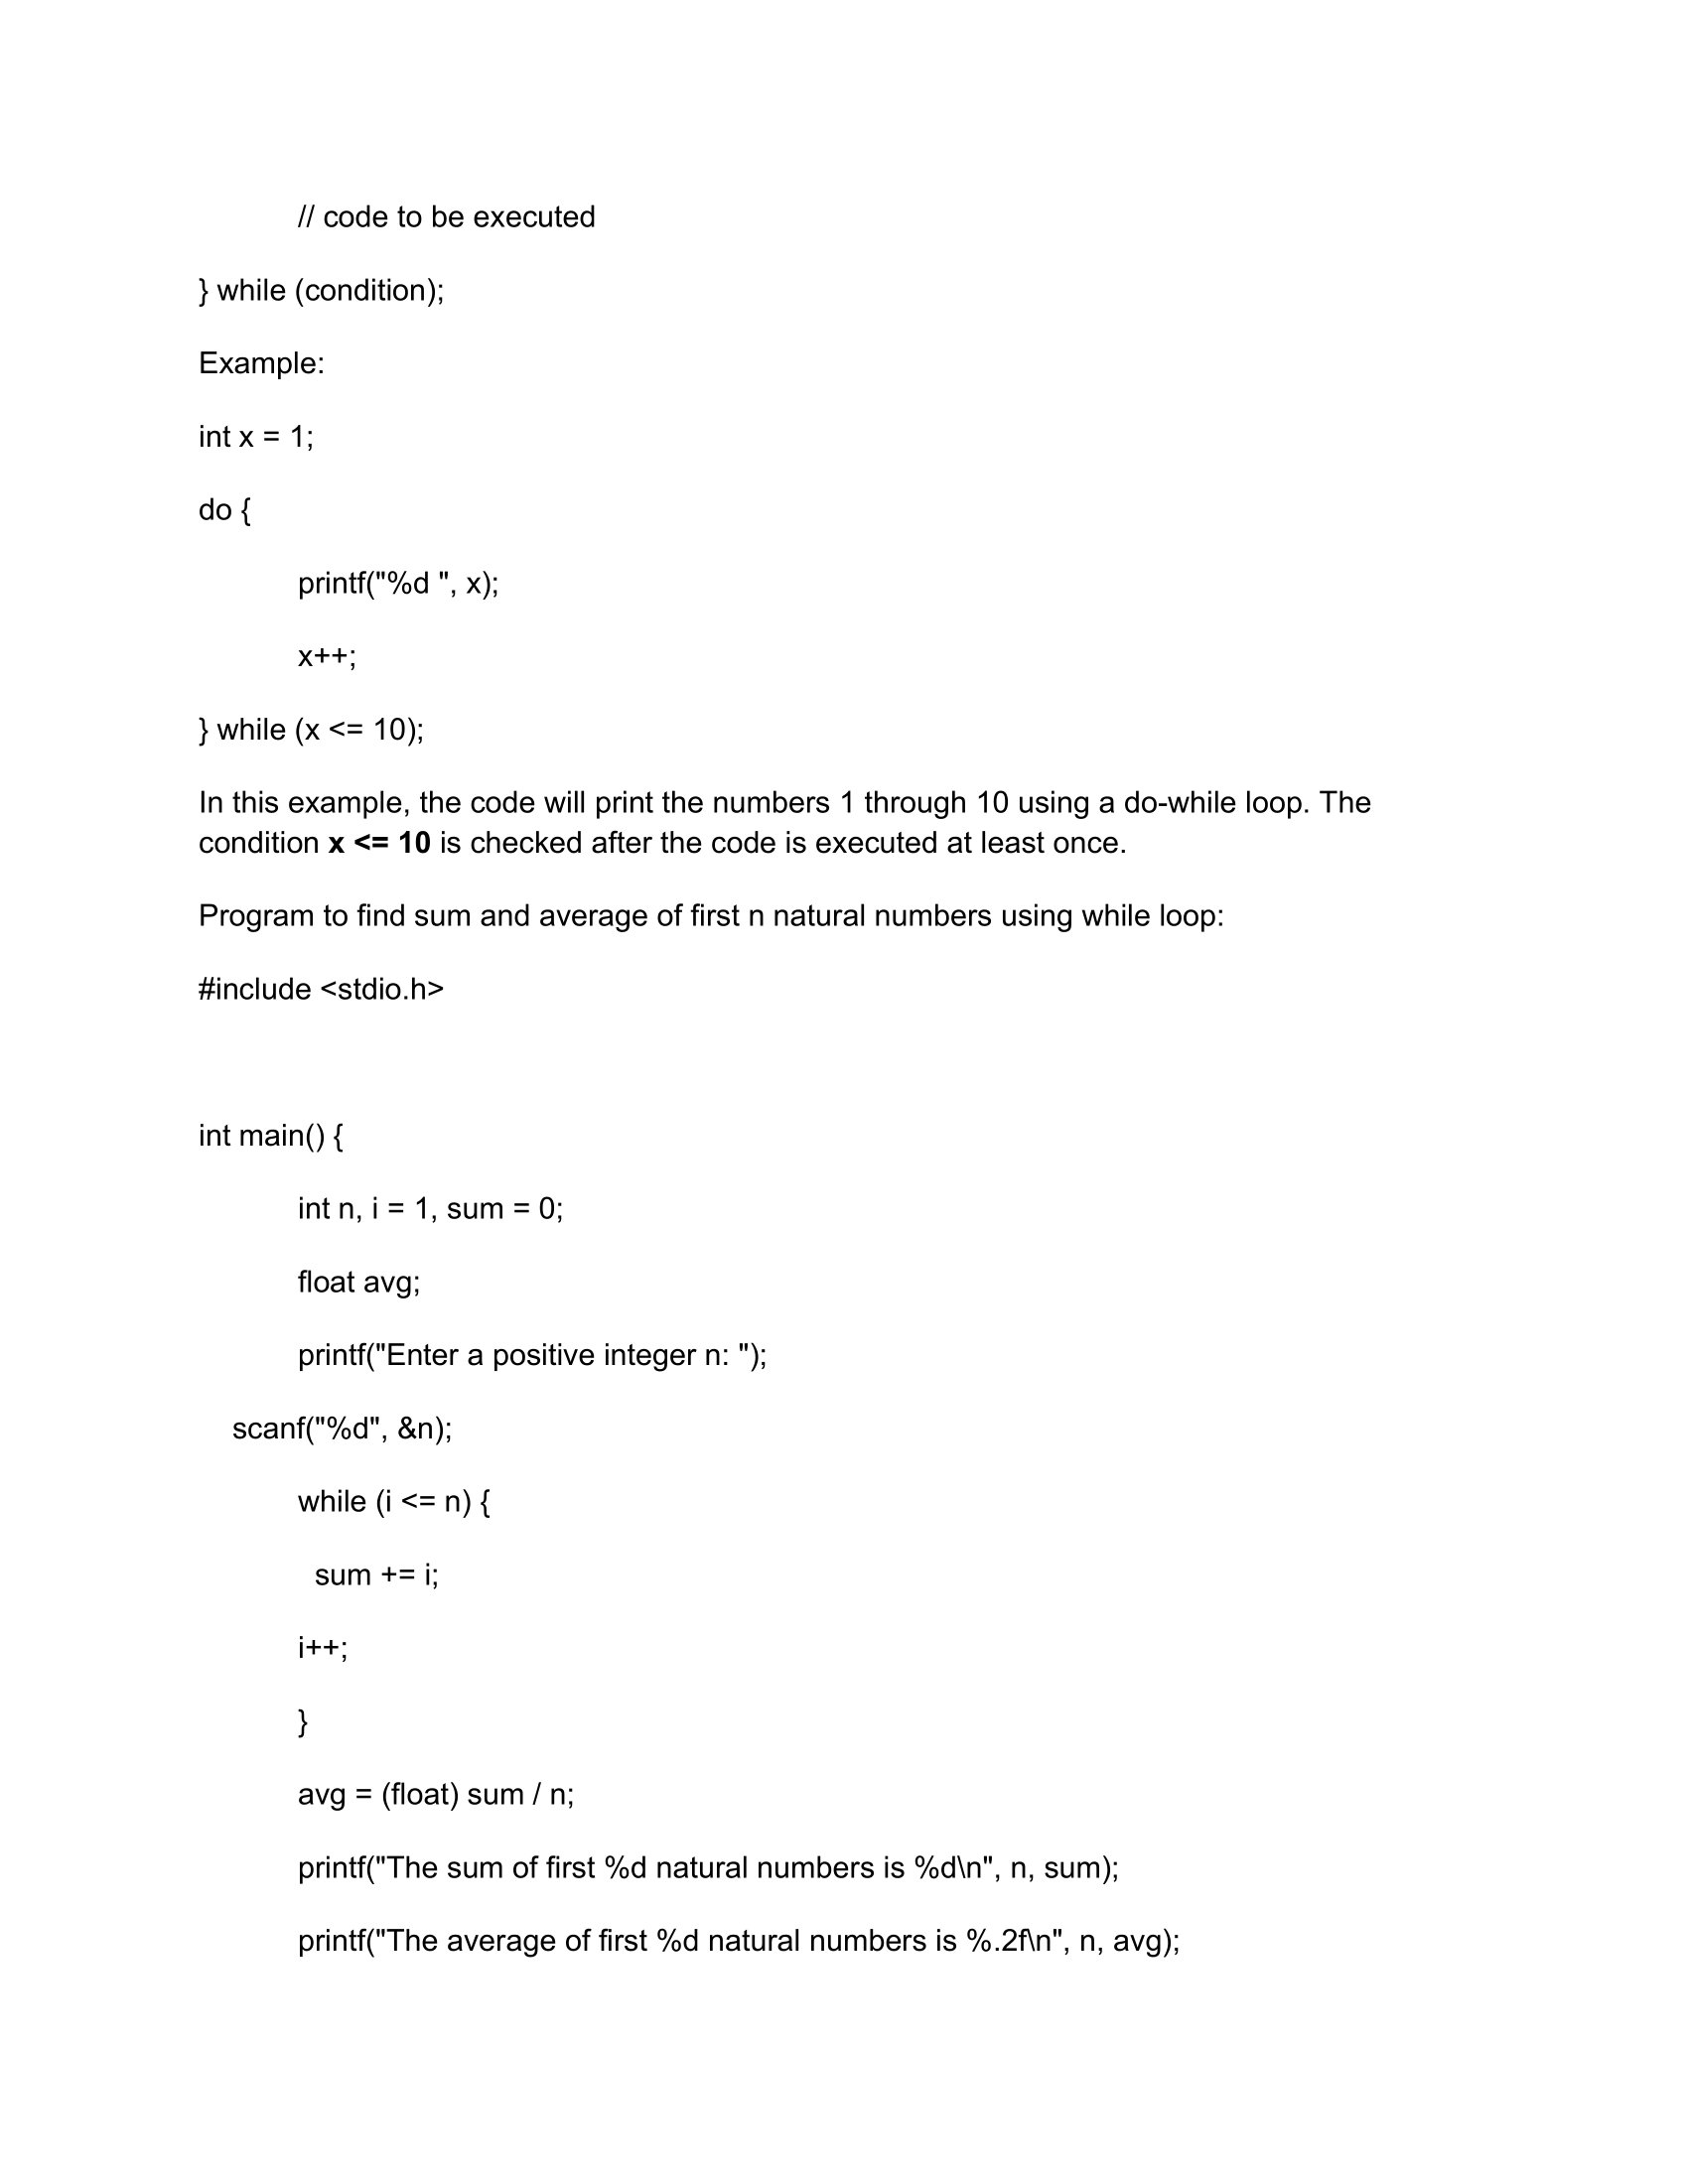 // code to be executed
} while (condition);
Example:
int x = 1;
do {
printf("%d ", x);
x++;
} while (x <= 10);
In this example, the code will print the numbers 1 through 10 using a do-while loop. The
condition x <= 10 is checked after the code is executed at least once.
Program to find sum and average of first n natural numbers using while loop:
#include <stdio.h>
int main() {
int n, i = 1, sum = 0;
float avg;
printf("Enter a positive integer n: ");
scanf("%d", &n);
while (i <= n) {
sum += i;
i++;
}
avg = (float) sum / n;
printf("The sum of first %d natural numbers is %d\n", n, sum);
printf("The average of first %d natural numbers is %.2f\n", n, avg);